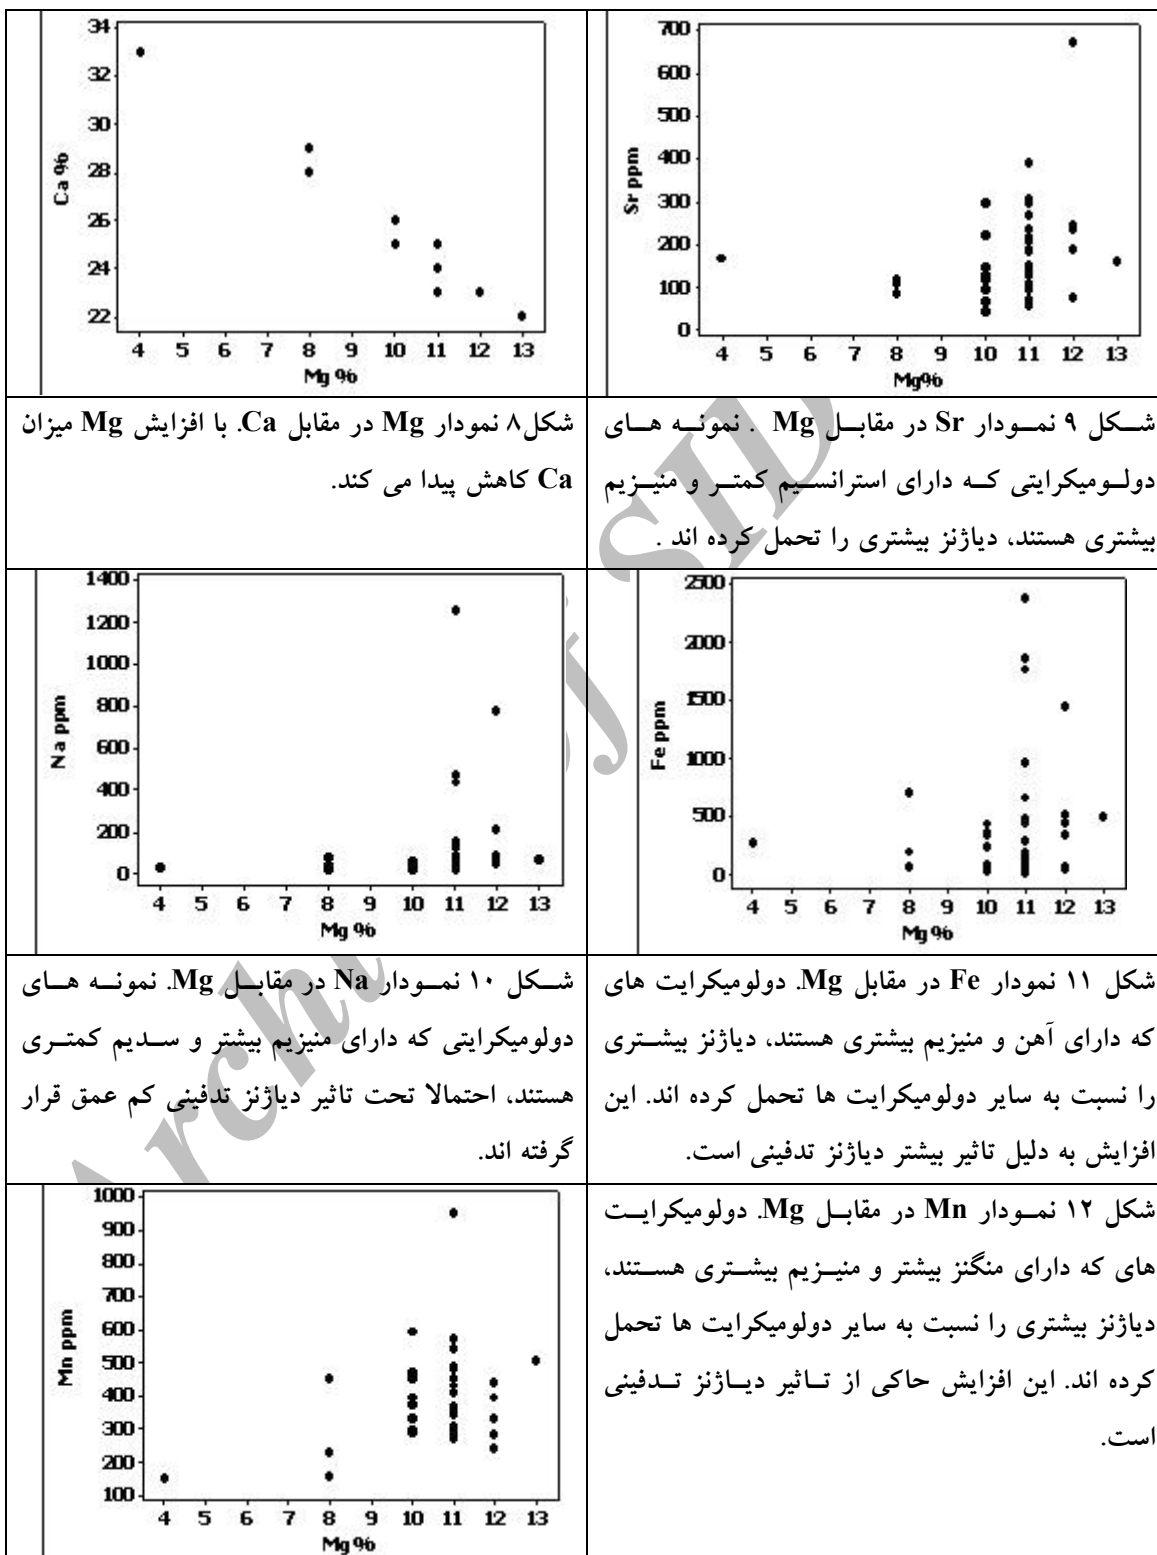 34
32
30
28
26
24
22
Ca %
4 5 6 7 8 9 10 11 12 13
Mg %
700
600
500
400
300
200
100
0
Sr ppm
4 5 6 7 8 9 10 11 12 13
Mg%
شکل۸ نمودار Mg در مقابل Ca. با افزایش Mg میزان
Ca کاهش پیدا می کند.
شکل ۹ نمودار Sr در مقابل Mg . نمونه های
دولومیکرایتی که دارای استرانسیم کمتر و منیزیم
بیشتری هستند، دیاژنز بیشتری را تحمل کرده اند .
1400
1200
1000
800
600
400
200
0
Na ppm
4 5 6 7 8 9 10 11 12 13
Mg %
2500
2000
1500
1000
500
0
Fe ppm
4 5 6 7 8 9 10 11 12 13
Mg %
شکل ۱۰ نمودار Na در مقابل Mg. نمونه های
دولومیکرایتی که دارای منیزیم بیشتر و سدیم کمتری
هستند، احتمالا تحت تاثیر دیاژنز تدفینی کم عمق قرار
گرفته اند.
شکل ۱۱ نمودار Fe در مقابل Mg. دولومیکرایت های
که دارای آهن و منیزیم بیشتری هستند، دیاژنز بیشتری
را نسبت به سایر دولومیکرایت ها تحمل کرده اند. این
افزایش به دلیل تاثیر بیشتر دیاژنز تدفینی است.
1000
900
800
700
600
500
400
300
200
100
Mn ppm
4 5 6 7 8 9 10 11 12 13
Mg %
شکل ۱۲ نمودار Mn در مقابل Mg. دولومیکرایت
های که دارای منگنز بیشتر و منیزیم بیشتری هستند،
دیاژنز بیشتری را نسبت به سایر دولومیکرایت ها تحمل
کرده اند. این افزایش حاکی از تاثیر دیاژنز تدفینی
است.
Archive of SID